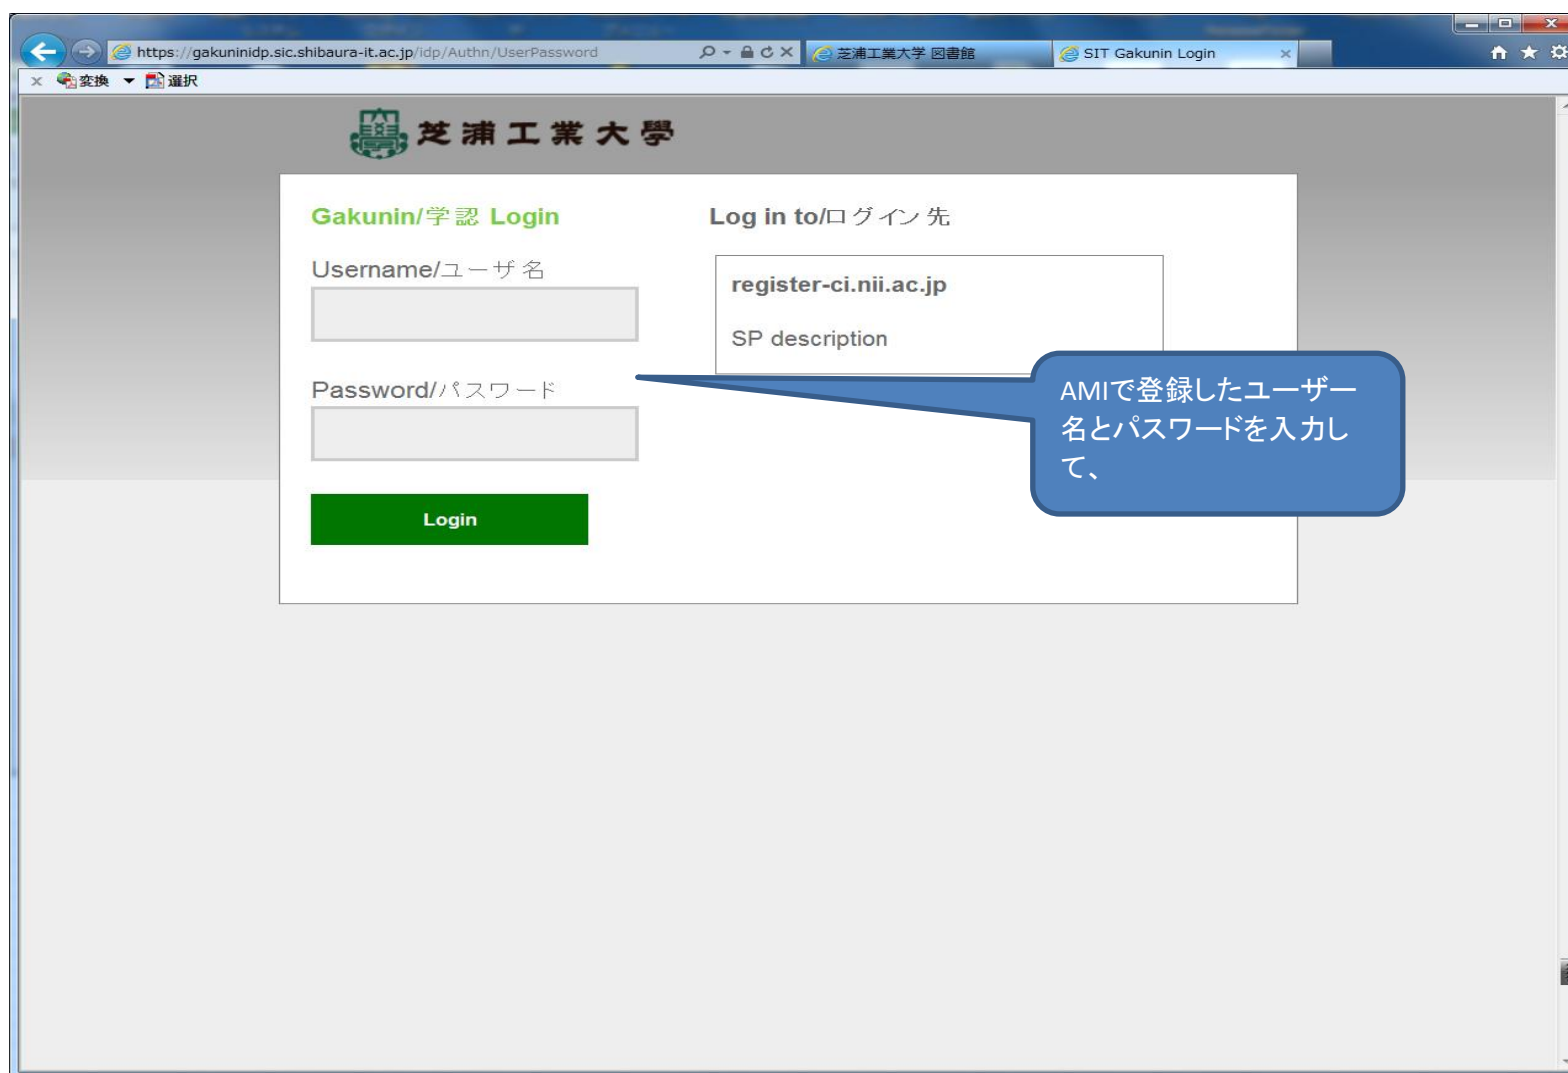 https://gakuninidp.sic.shibaura-it.ac.jp/idp/Authn/UserPassword
芝浦工業大学 図書館
SIT Gakunin Login
変換
選択
芝浦工業大學
Gakunin/学認 Login
Log in to/ログイン先
Username/ユーザ名
register-ci.nii.ac.jp
SP description
Password/パスワード
AMIで登録したユーザー
名とパスワードを入力し
て、
Login